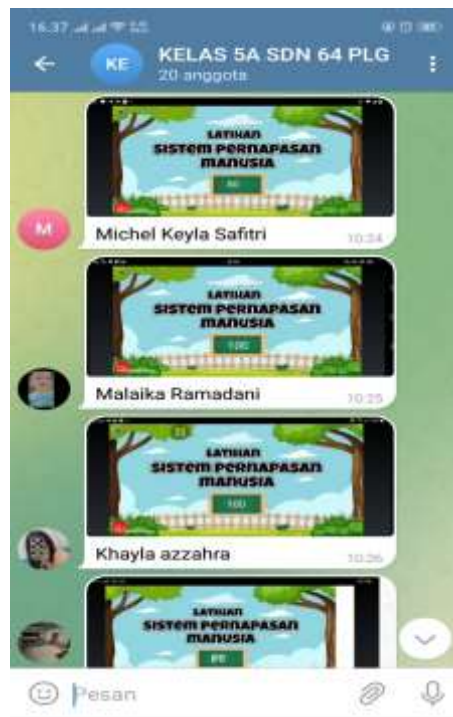 16.37
KE
KELAS 5A SDN 64 PLG
20 anggota
LATIHAN
SISTEM PERNAPASAN
MANUSIA
M
Michel Keyla Safitri
10:24
LATIHAN
SISTEM PERNAPASAN
MANUSIA
100
Malaika Ramadani
10:25
LATIHAN
SISTEM PERNAPASAN
MANUSIA
100
Khayla azzahra
10:26
LATIHAN
SISTEM PERNAPASAN
MANUSIA
Pesan